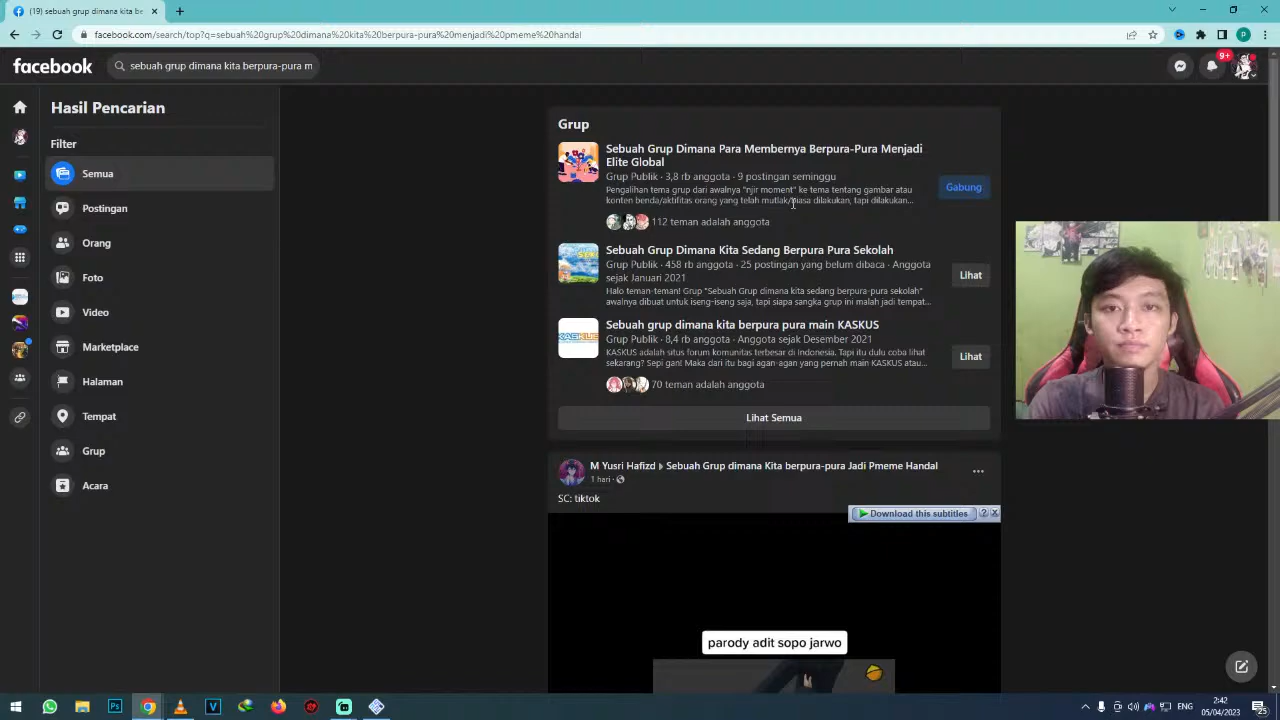 (19) sebuah grup dimana kita be
facebook.com/search/top?q=sebuah%20grup%20dimana%20kita%20berpura-pura%20menjadi%20pmeme%20handal
facebook
sebuah grup dimana kita berpura-pura m
9+
Hasil Pencarian
Filter
Semua
Postingan
Orang
Foto
Video
Marketplace
Halaman
Tempat
Grup
Acara
Grup
Sebuah Grup Dimana Para Membernya Berpura-Pura Menjadi
Elite Global
Grup Publik · 3,8 rb anggota · 9 postingan seminggu
Pengalihan tema grup dari awalnya "njir moment" ke tema tentang gambar atau
konten benda/aktifitas orang yang telah mutlak/biasa dilakukan, tapi dilakukan...
112 teman adalah anggota
Gabung
Sebuah Grup Dimana Kita Sedang Berpura Pura Sekolah
Grup Publik · 458 rb anggota · 25 postingan yang belum dibaca · Anggota
sejak Januari 2021
Halo teman-teman! Grup "Sebuah Grup dimana kita sedang berpura-pura sekolah"
awalnya dibuat untuk iseng-iseng saja, tapi siapa sangka grup ini malah jadi tempat...
Lihat
Sebuah grup dimana kita berpura pura main KASKUS
Grup Publik · 8,4 rb anggota · Anggota sejak Desember 2021
KASKUS adalah situs forum komunitas terbesar di Indonesia. Tapi itu dulu coba lihat
sekarang? Sepi gan! Maka dari itu bagi agan-agan yang pernah main KASKUS atau...
70 teman adalah anggota
Lihat
KASKUS
Lihat Semua
M Yusri Hafizd ▸ Sebuah Grup dimana Kita berpura-pura Jadi Pmeme Handal
1 hari ·
SC: tiktok
Download this subtitles ? X
parody adit sopo jarwo
ENG
2:42
05/04/2023
25